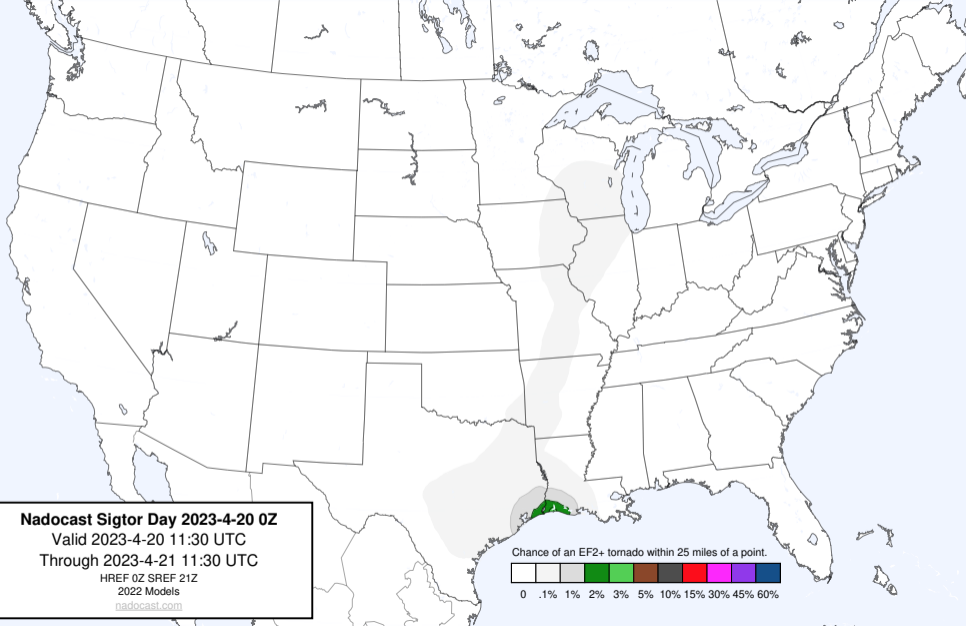 Nadocast Sigtor Day 2023-4-20 0Z
Valid 2023-4-20 11:30 UTC
Through 2023-4-21 11:30 UTC
HREF 0Z SREF 21Z
2022 Models
nadocast.com
Chance of an EF2+ tornado within 25 miles of a point.
0 .1% 1% 2% 3% 5% 10% 15% 30% 45% 60%